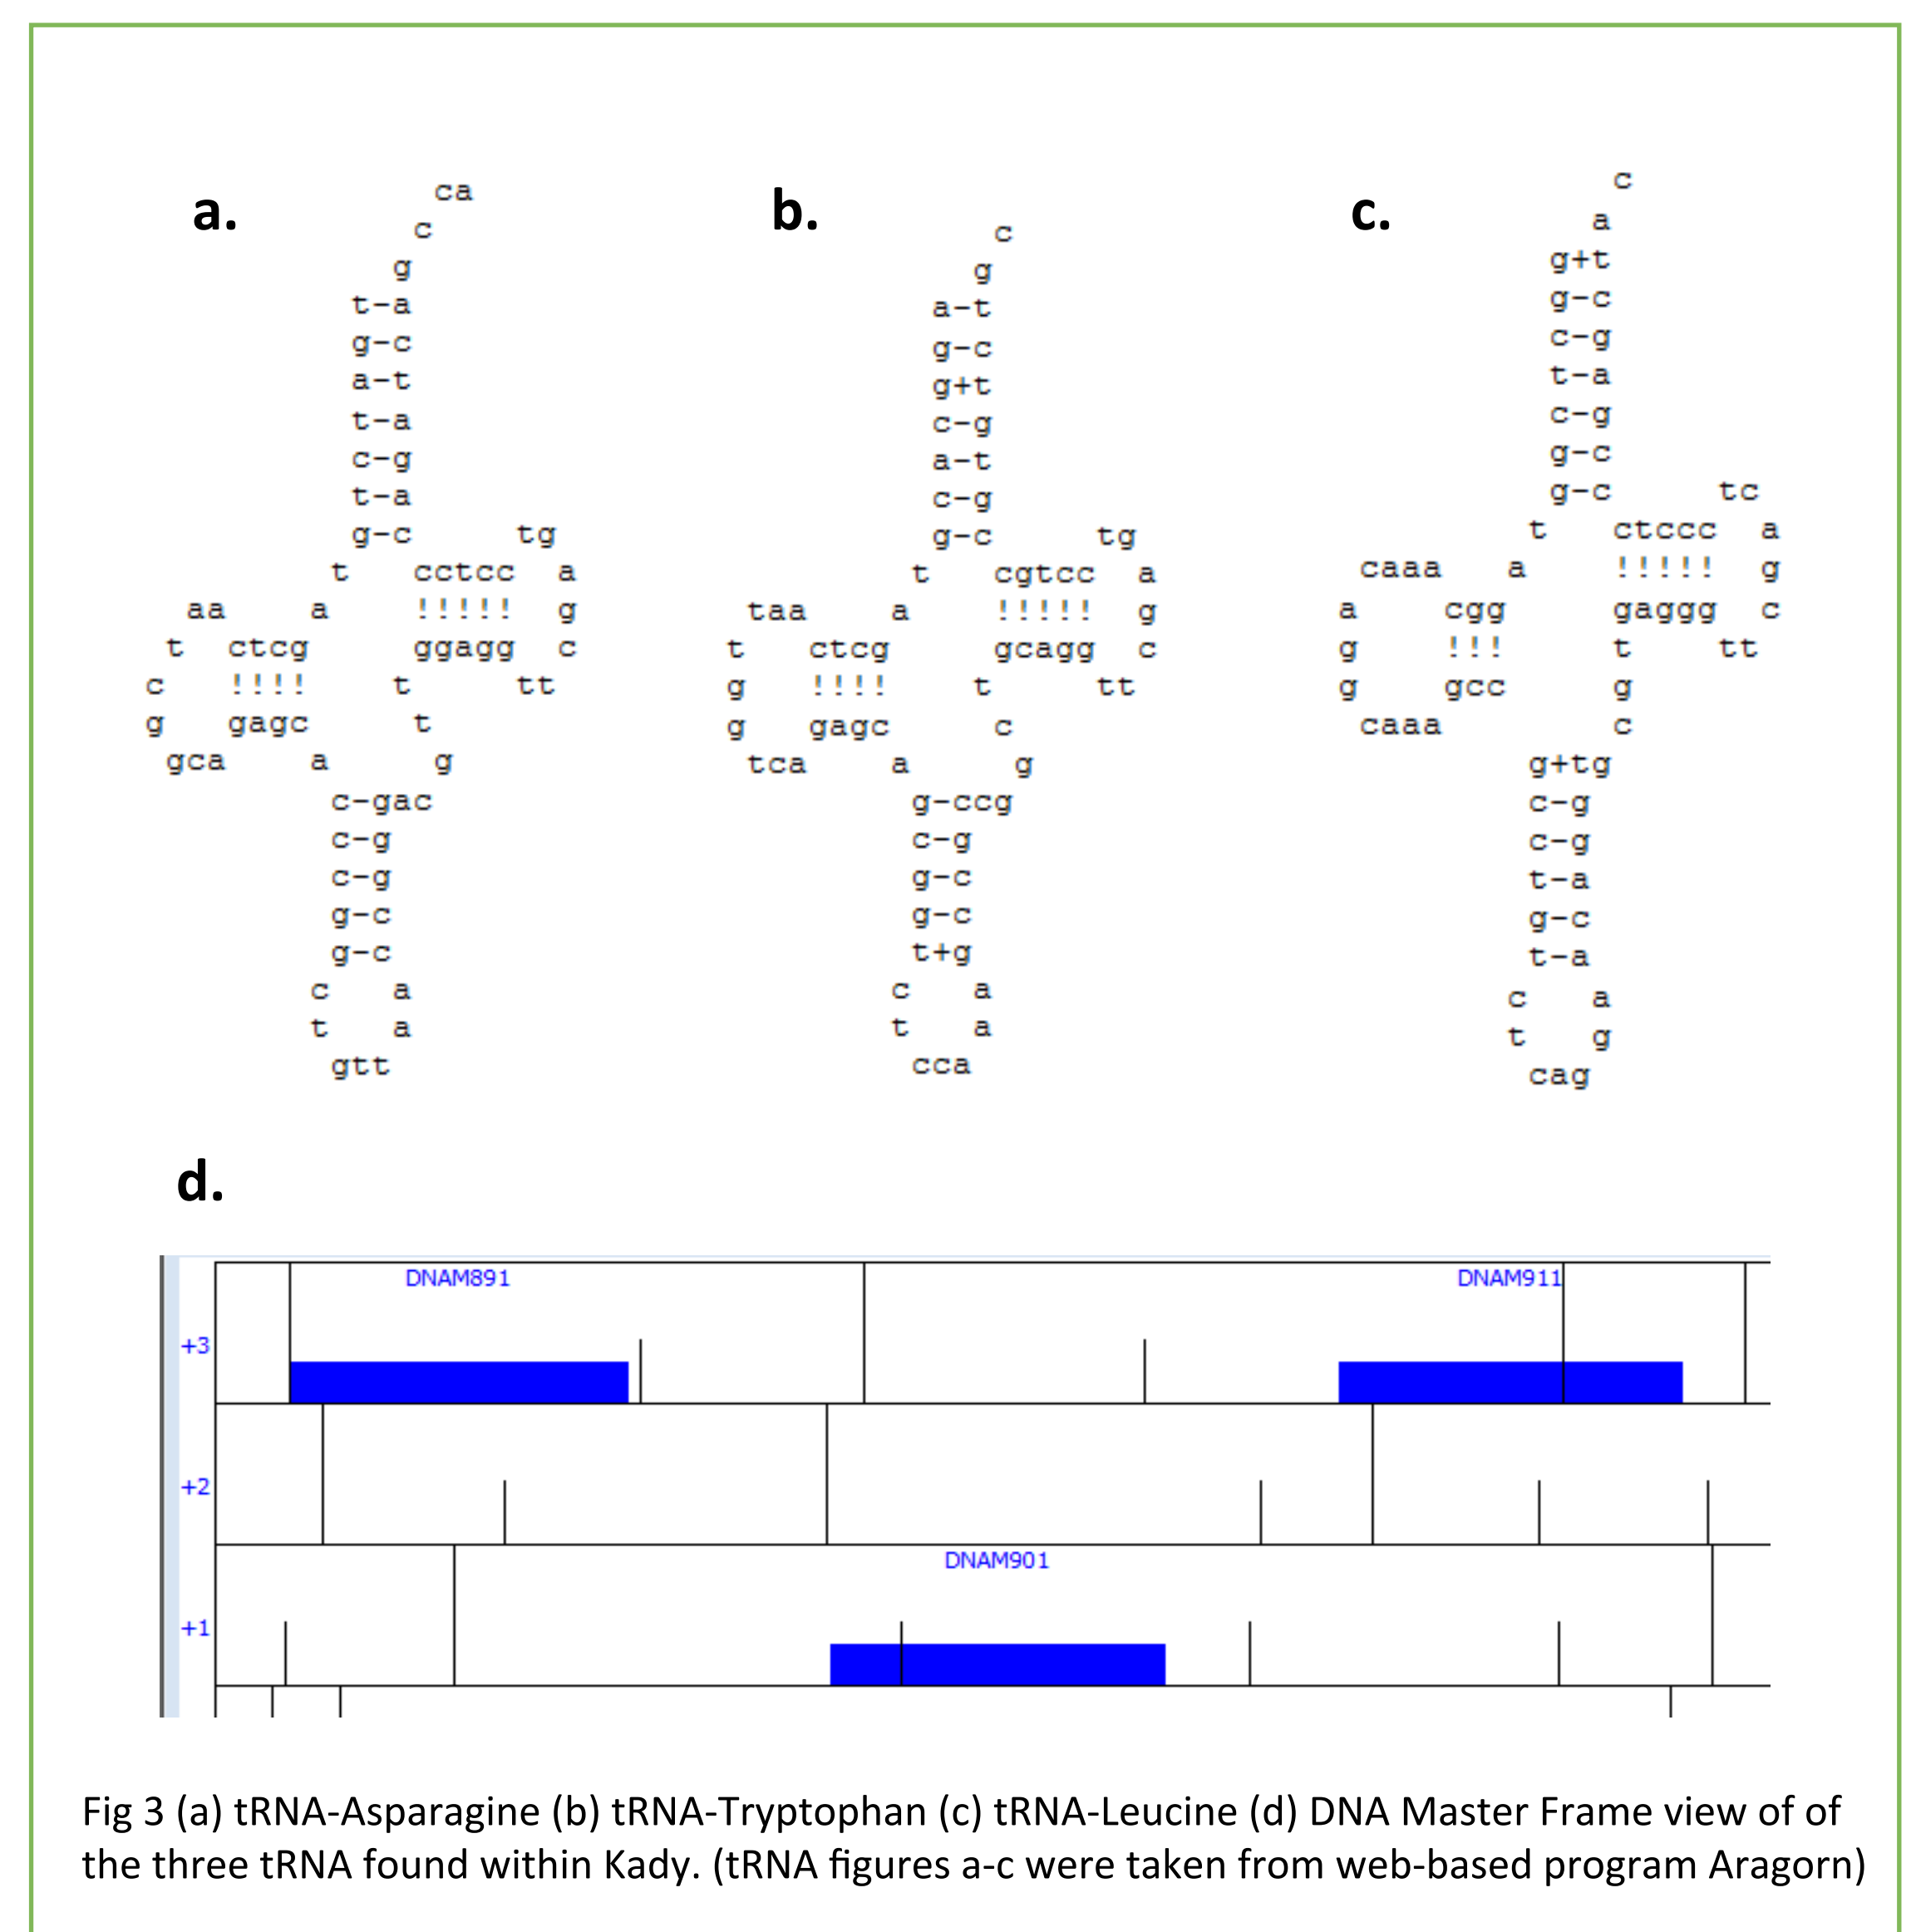 a.
ca
c
g
t-a
g-c
a-t
t-a
c-g
t-a
g-c tg
t cctcc a
aa a !!!!! g
t ctcg ggagg c
c !!!! t tt
g gagc t
gca a g
c-gac
c-g
c-g
g-c
g-c
c a
t a
gtt
b.
c
g
a-t
g-c
g+t
c-g
a-t
c-g
g-c tg
t cgtcc a
taa a !!!!! g
t ctcg gcagg c
g !!!! t tt
g gagc c
tca a g
g-ccg
c-g
g-c
g-c
t+g
c a
t a
cca
c.
c
a
g+t
g-c
c-g
t-a
c-g
g-c
g-c tc
t ctccc a
caaa a !!!!! g
a cgg gaggg c
g !!! t tt
g gcc g
caaa c
g+tg
c-g
c-g
t-a
g-c
t-a
c a
t g
cag
d.
DNAM891 DNAM911
+3
+2
DNAM901
+1
Fig 3 (a) tRNA-Asparagine (b) tRNA-Tryptophan (c) tRNA-Leucine (d) DNA Master Frame view of of
the three tRNA found within Kady. (tRNA figures a-c were taken from web-based program Aragorn)